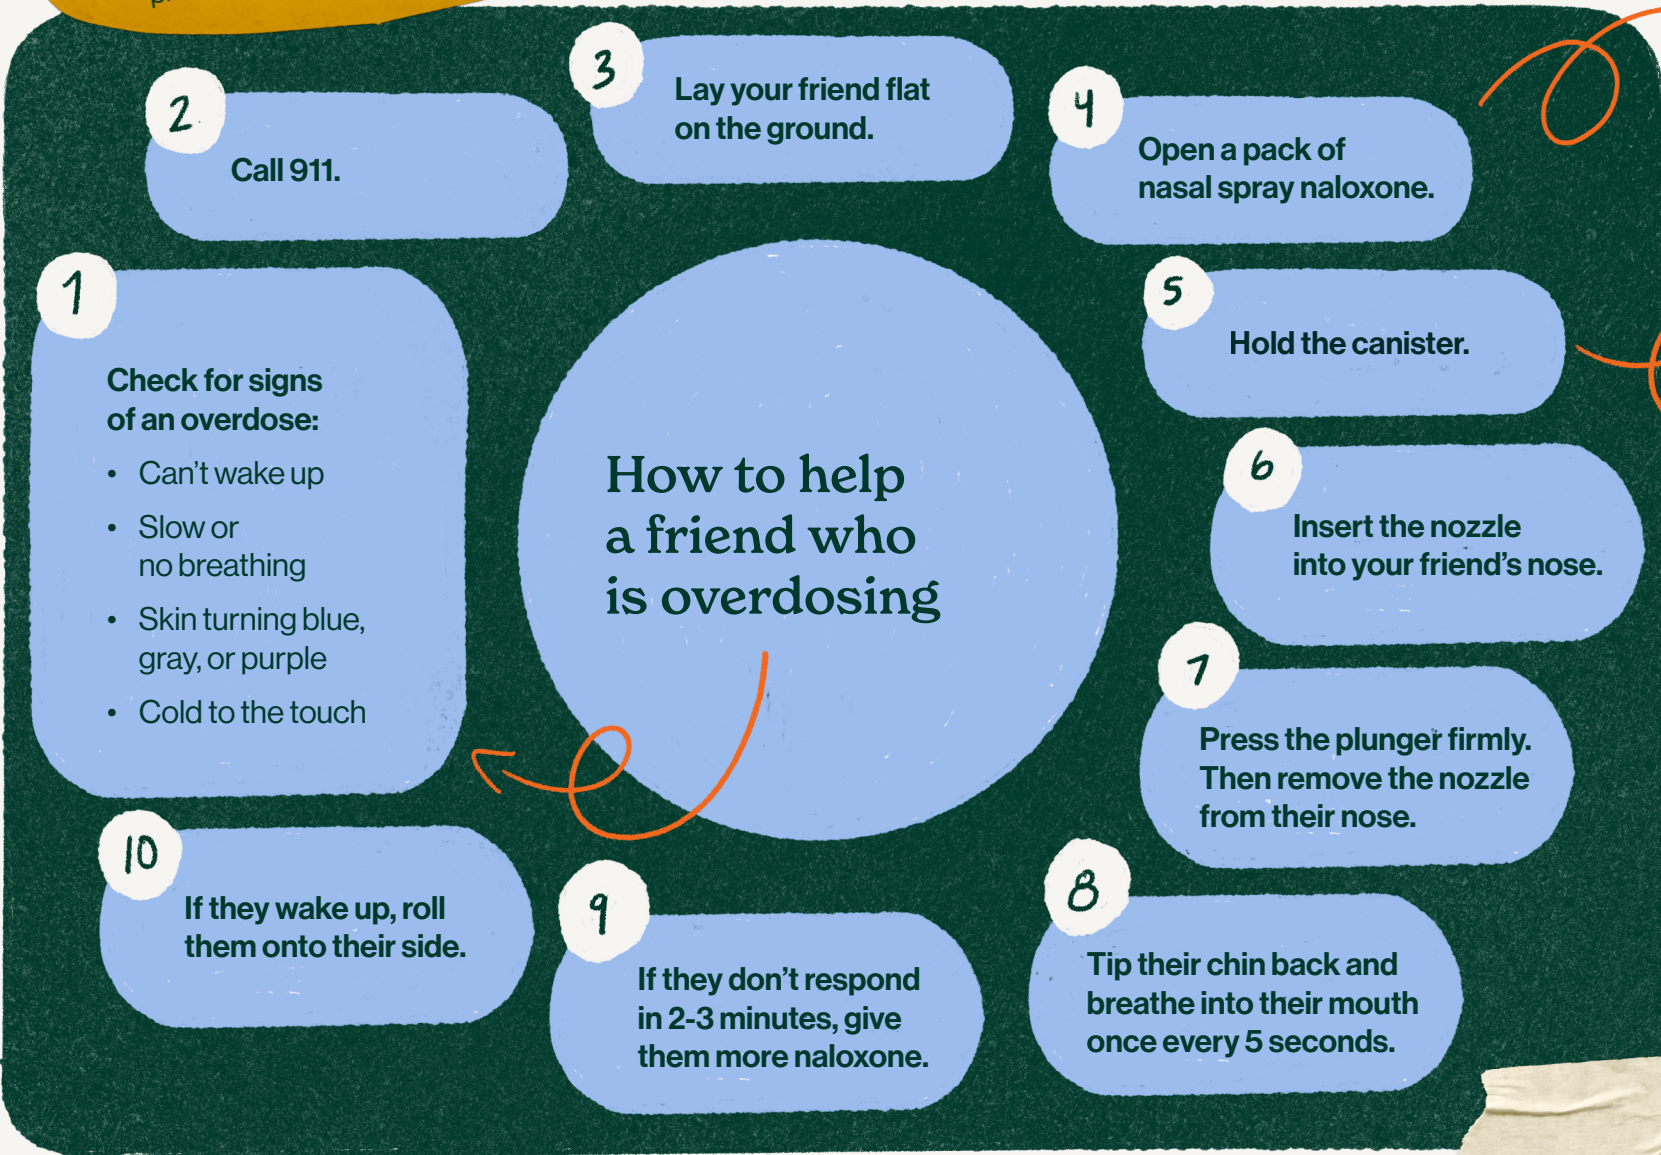 How to help
a friend who
is overdosing
1
Check for signs
of an overdose:
• Can't wake up
• Slow or
no breathing
• Skin turning blue,
gray, or purple
• Cold to the touch
2
Call 911.
3
Lay your friend flat
on the ground.
4
Open a pack of
nasal spray naloxone.
5
Hold the canister.
6
Insert the nozzle
into your friend's nose.
7
Press the plunger firmly.
Then remove the nozzle
from their nose.
8
Tip their chin back and
breathe into their mouth
once every 5 seconds.
9
If they don't respond
in 2-3 minutes, give
them more naloxone.
10
If they wake up, roll
them onto their side.